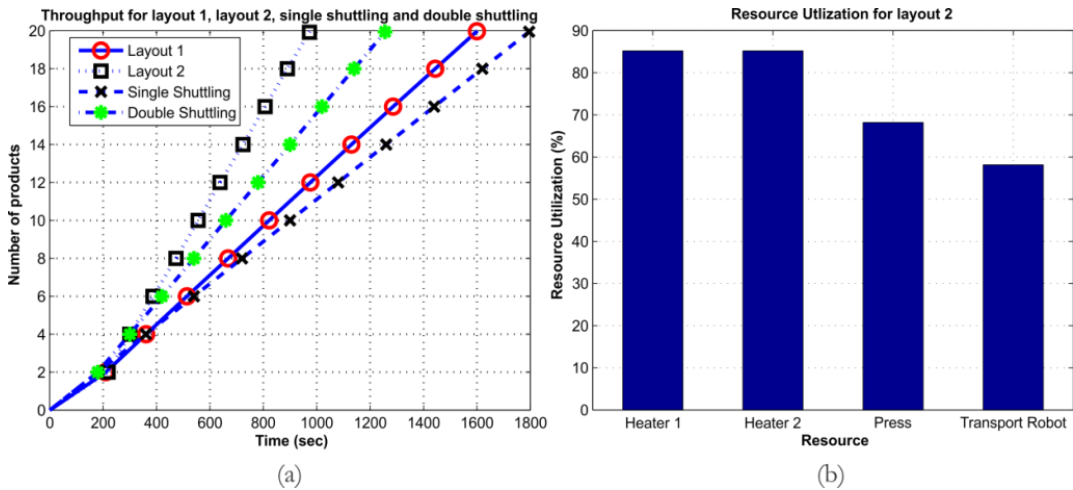 Throughput for layout 1, layout 2, single shuttling and double shuttling
20
18
16
14
12
10
8
6
4
2
0
Number of products
Layout 1
Layout 2
Single Shuttling
Double Shuttling
0 200 400 600 800 1000 1200 1400 1600 1800
Time (sec)
(a)
Resource Utlization for layout 2
90
80
70
60
50
40
30
20
10
0
Resource Utilization (%)
Heater 1 Heater 2 Press Transport Robot
Resource
(b)